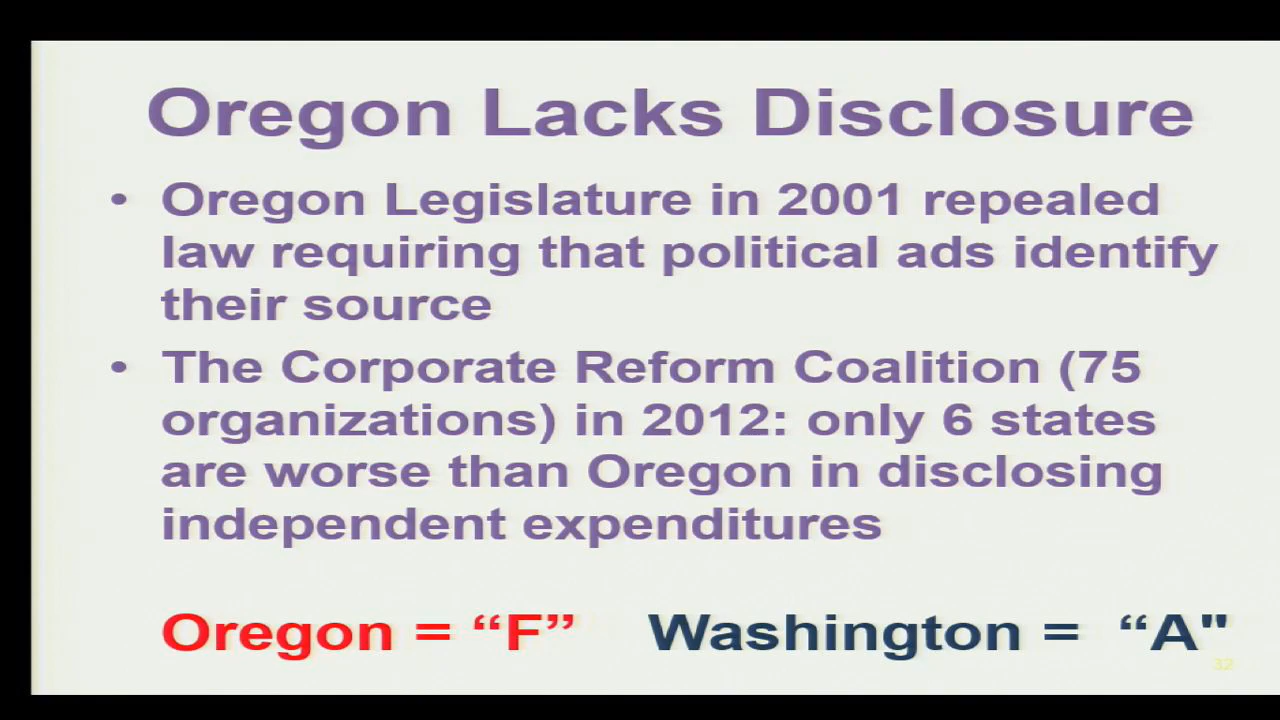 Oregon Lacks Disclosure
• Oregon Legislature in 2001 repealed
law requiring that political ads identify
their source
• The Corporate Reform Coalition (75
organizations) in 2012: only 6 states
are worse than Oregon in disclosing
independent expenditures
Oregon = “F” Washington = “A"
32